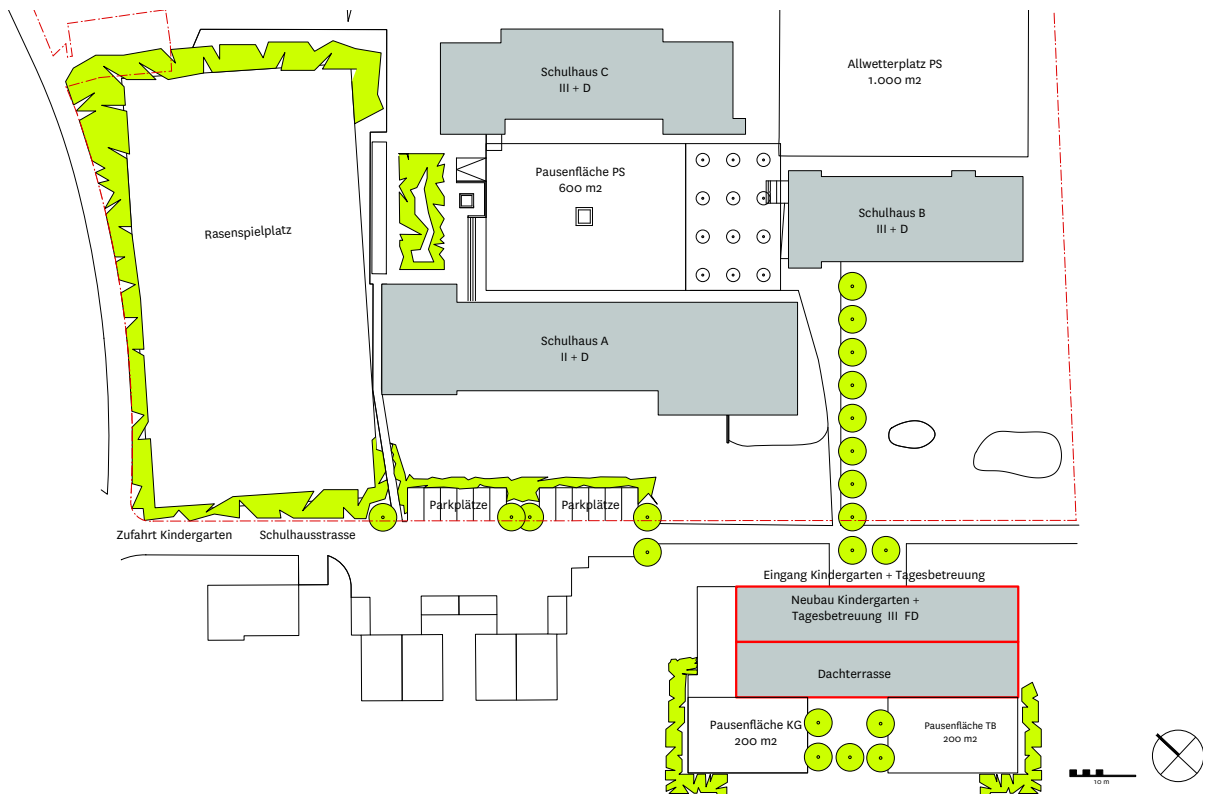 Schulhaus C
III + D
Allwetterplatz PS
1.000 m2
Pausenfläche PS
600 m2
Schulhaus B
III + D
Rasenspielplatz
Schulhaus A
II + D
Parkplätze
Parkplätze
Zufahrt Kindergarten
Schulhausstrasse
Eingang Kindergarten + Tagesbetreuung
Neubau Kindergarten +
Tagesbetreuung III FD
Dachterrasse
Pausenfläche KG
200 m2
Pausenfläche TB
200 m2
10 m